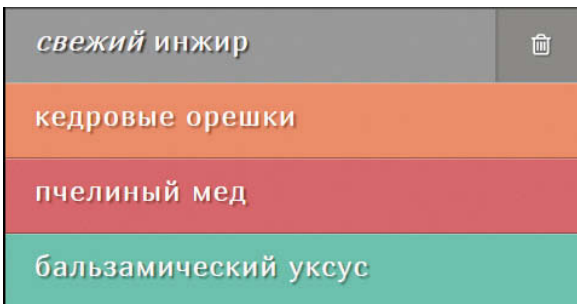 свежий инжир
кедровые орешки
пчелиный мед
бальзамический уксус